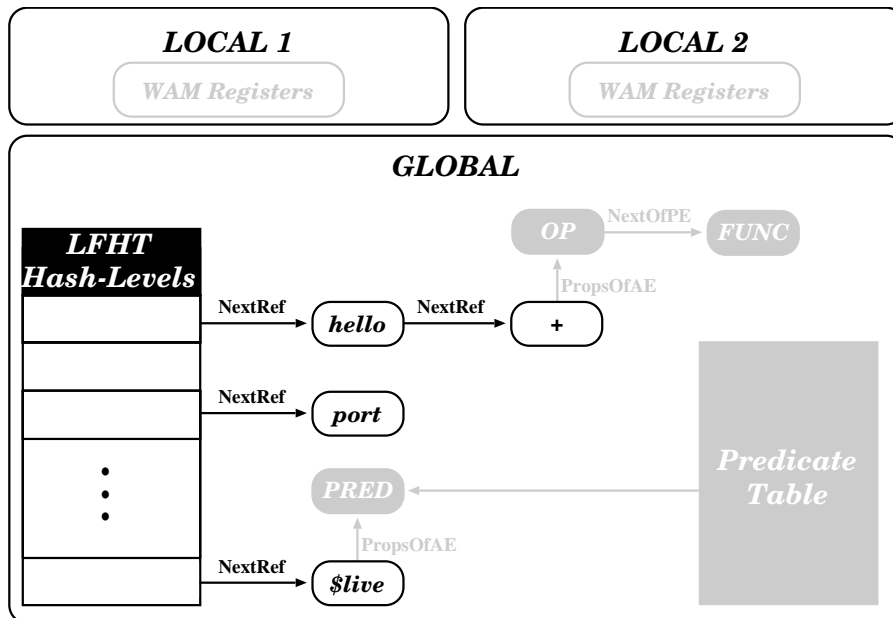 LOCAL 1
WAM Registers
LOCAL 2
WAM Registers
GLOBAL
OP
NextOfPE
FUNC
LFHT
Hash-Levels
PropsOfAE
NextRef
hello
NextRef
+
NextRef
port
PRED
Predicate
Table
PropsOfAE
NextRef
$live